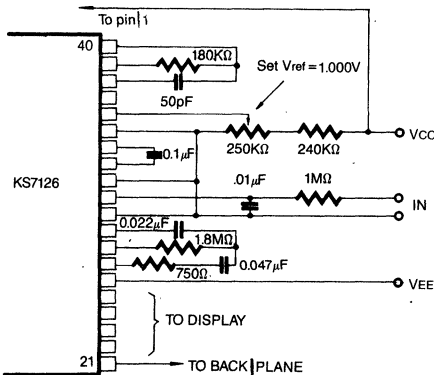 To pin 1
40
180KΩ
50pF
Set Vref=1.000V
VCC
250KΩ
240KΩ
0.1μF
KS7126
.01μF
1MΩ
IN
0.022μF
1.8MΩ
750Ω
0.047μF
VEE
TO DISPLAY
21
TO BACK PLANE